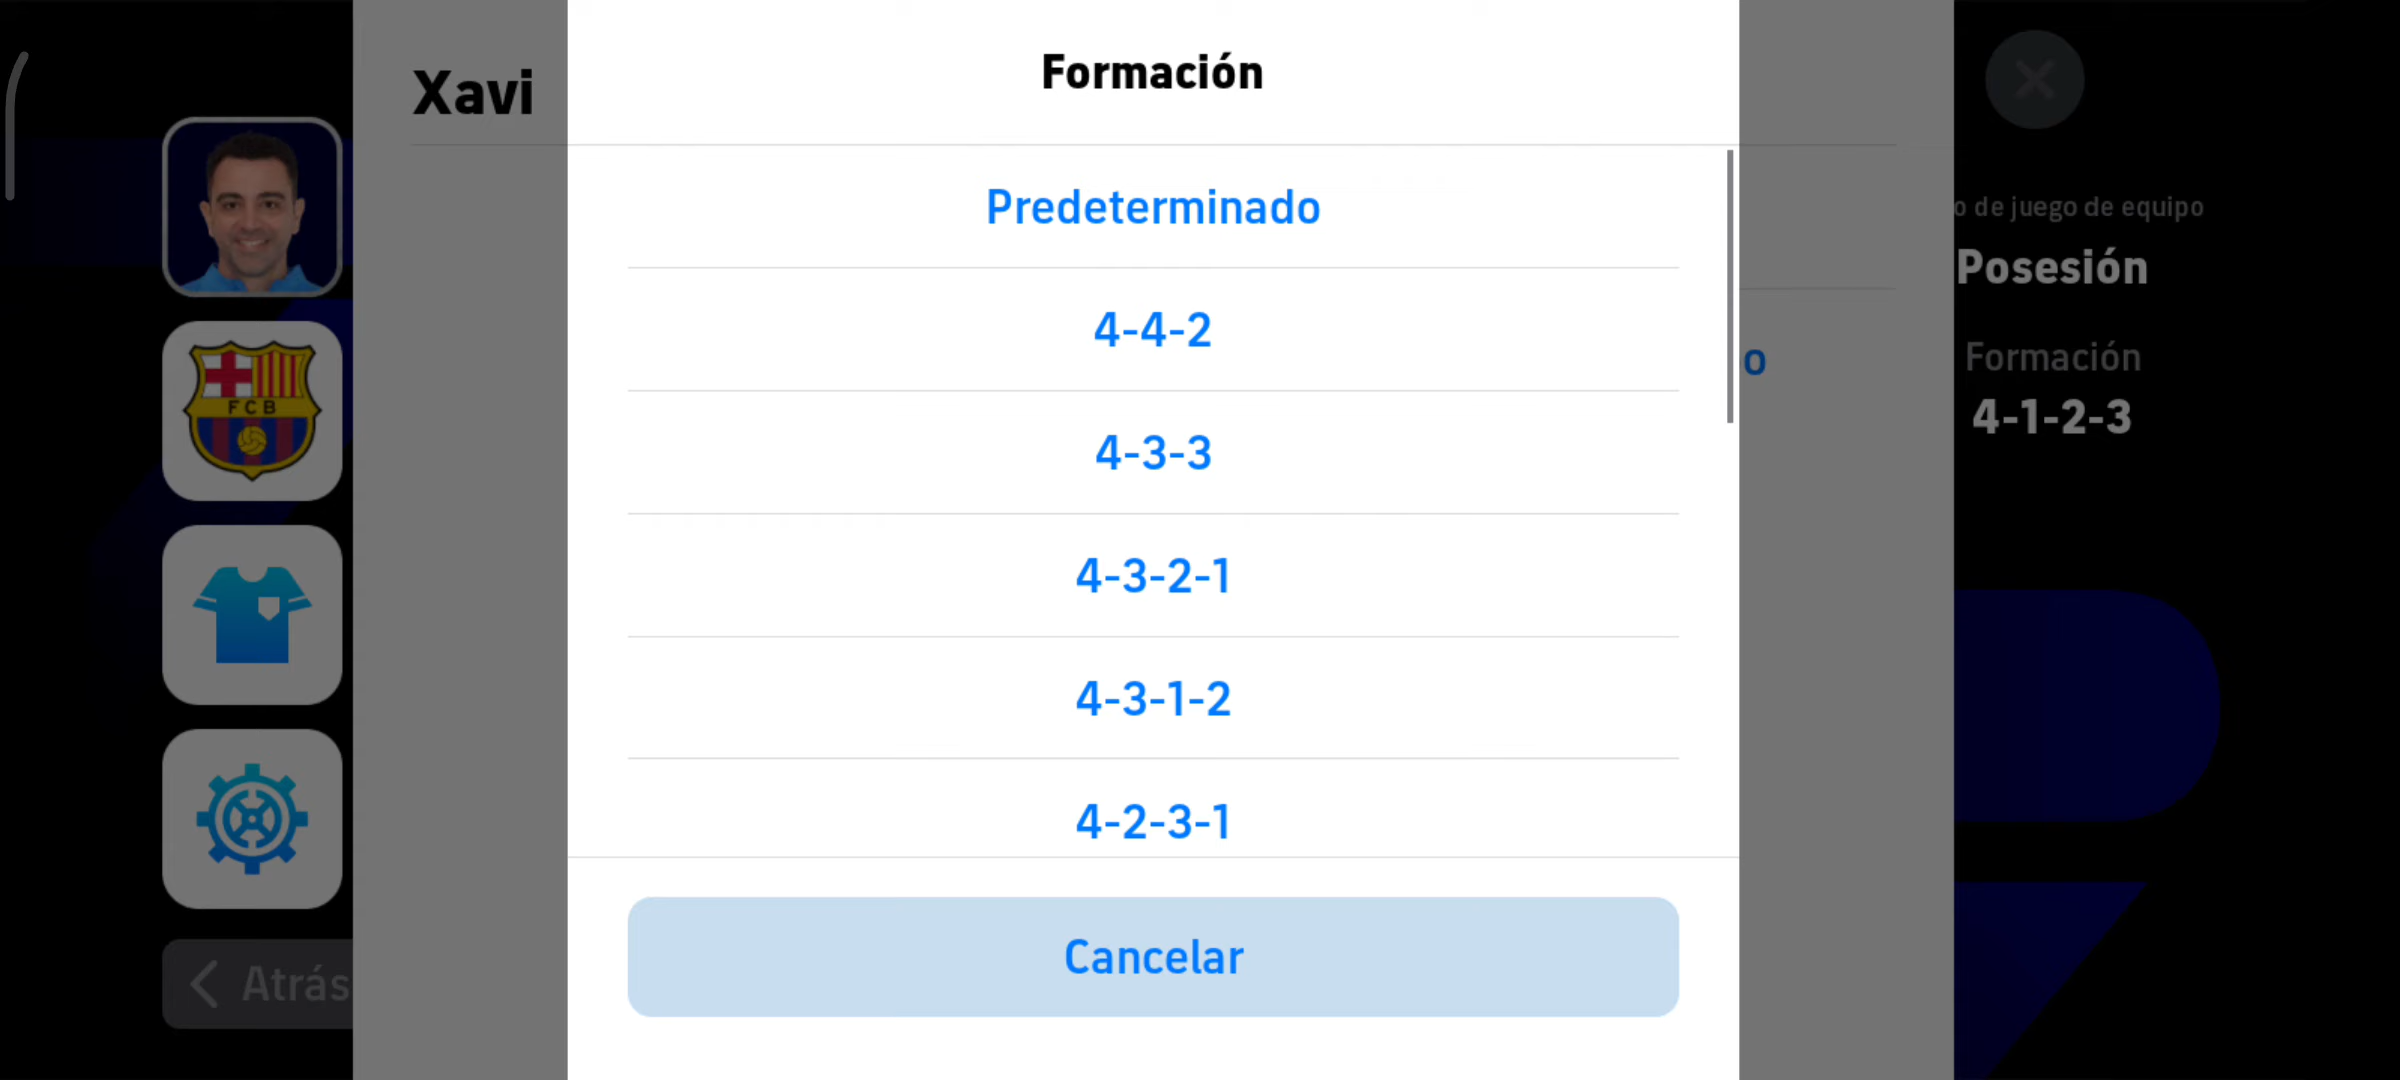 Xavi
Formación
Predeterminado
4-4-2
4-3-3
4-3-2-1
4-3-1-2
4-2-3-1
Cancelar
FCB
Atrás
o
o de juego de equipo
Posesión
Formación
4-1-2-3